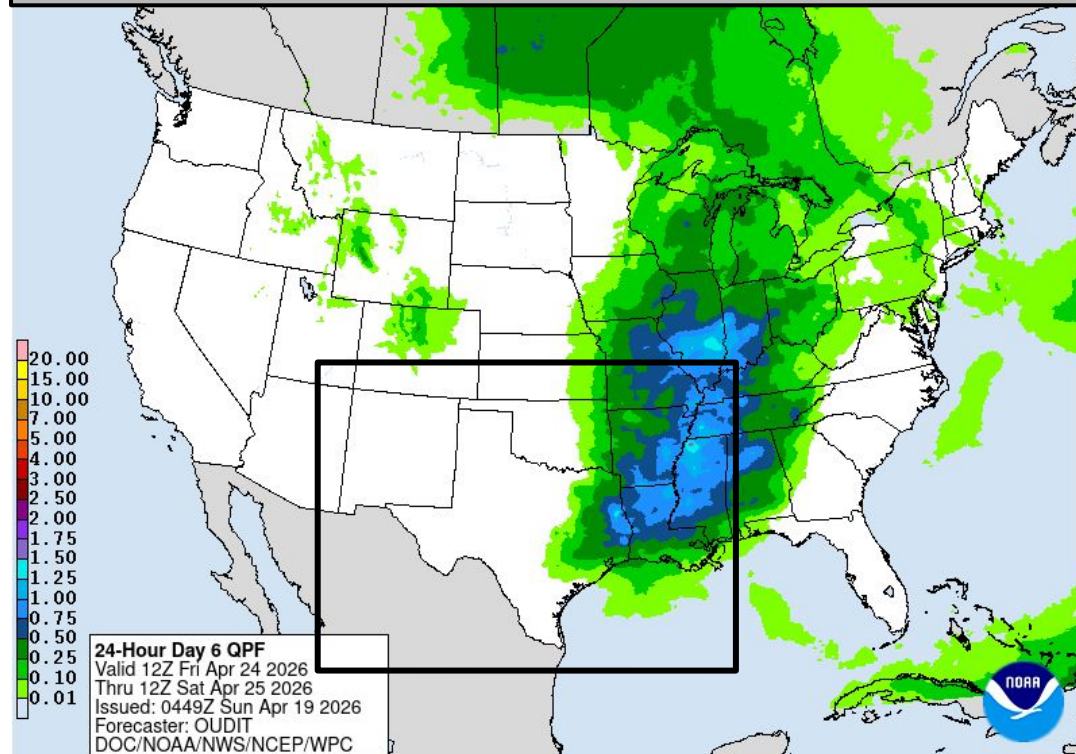 20.00
15.00
10.00
7.00
5.00
4.00
3.00
2.50
2.00
1.75
1.50
1.25
1.00
0.75
0.50
0.25
0.10
0.01
24-Hour Day 6 QPF
Valid 12Z Fri Apr 24 2026
Thru 12Z Sat Apr 25 2026
Issued: 0449Z Sun Apr 19 2026
Forecaster: OUDIT
DOC/NOAA/NWS/NCEP/WPC
NOAA